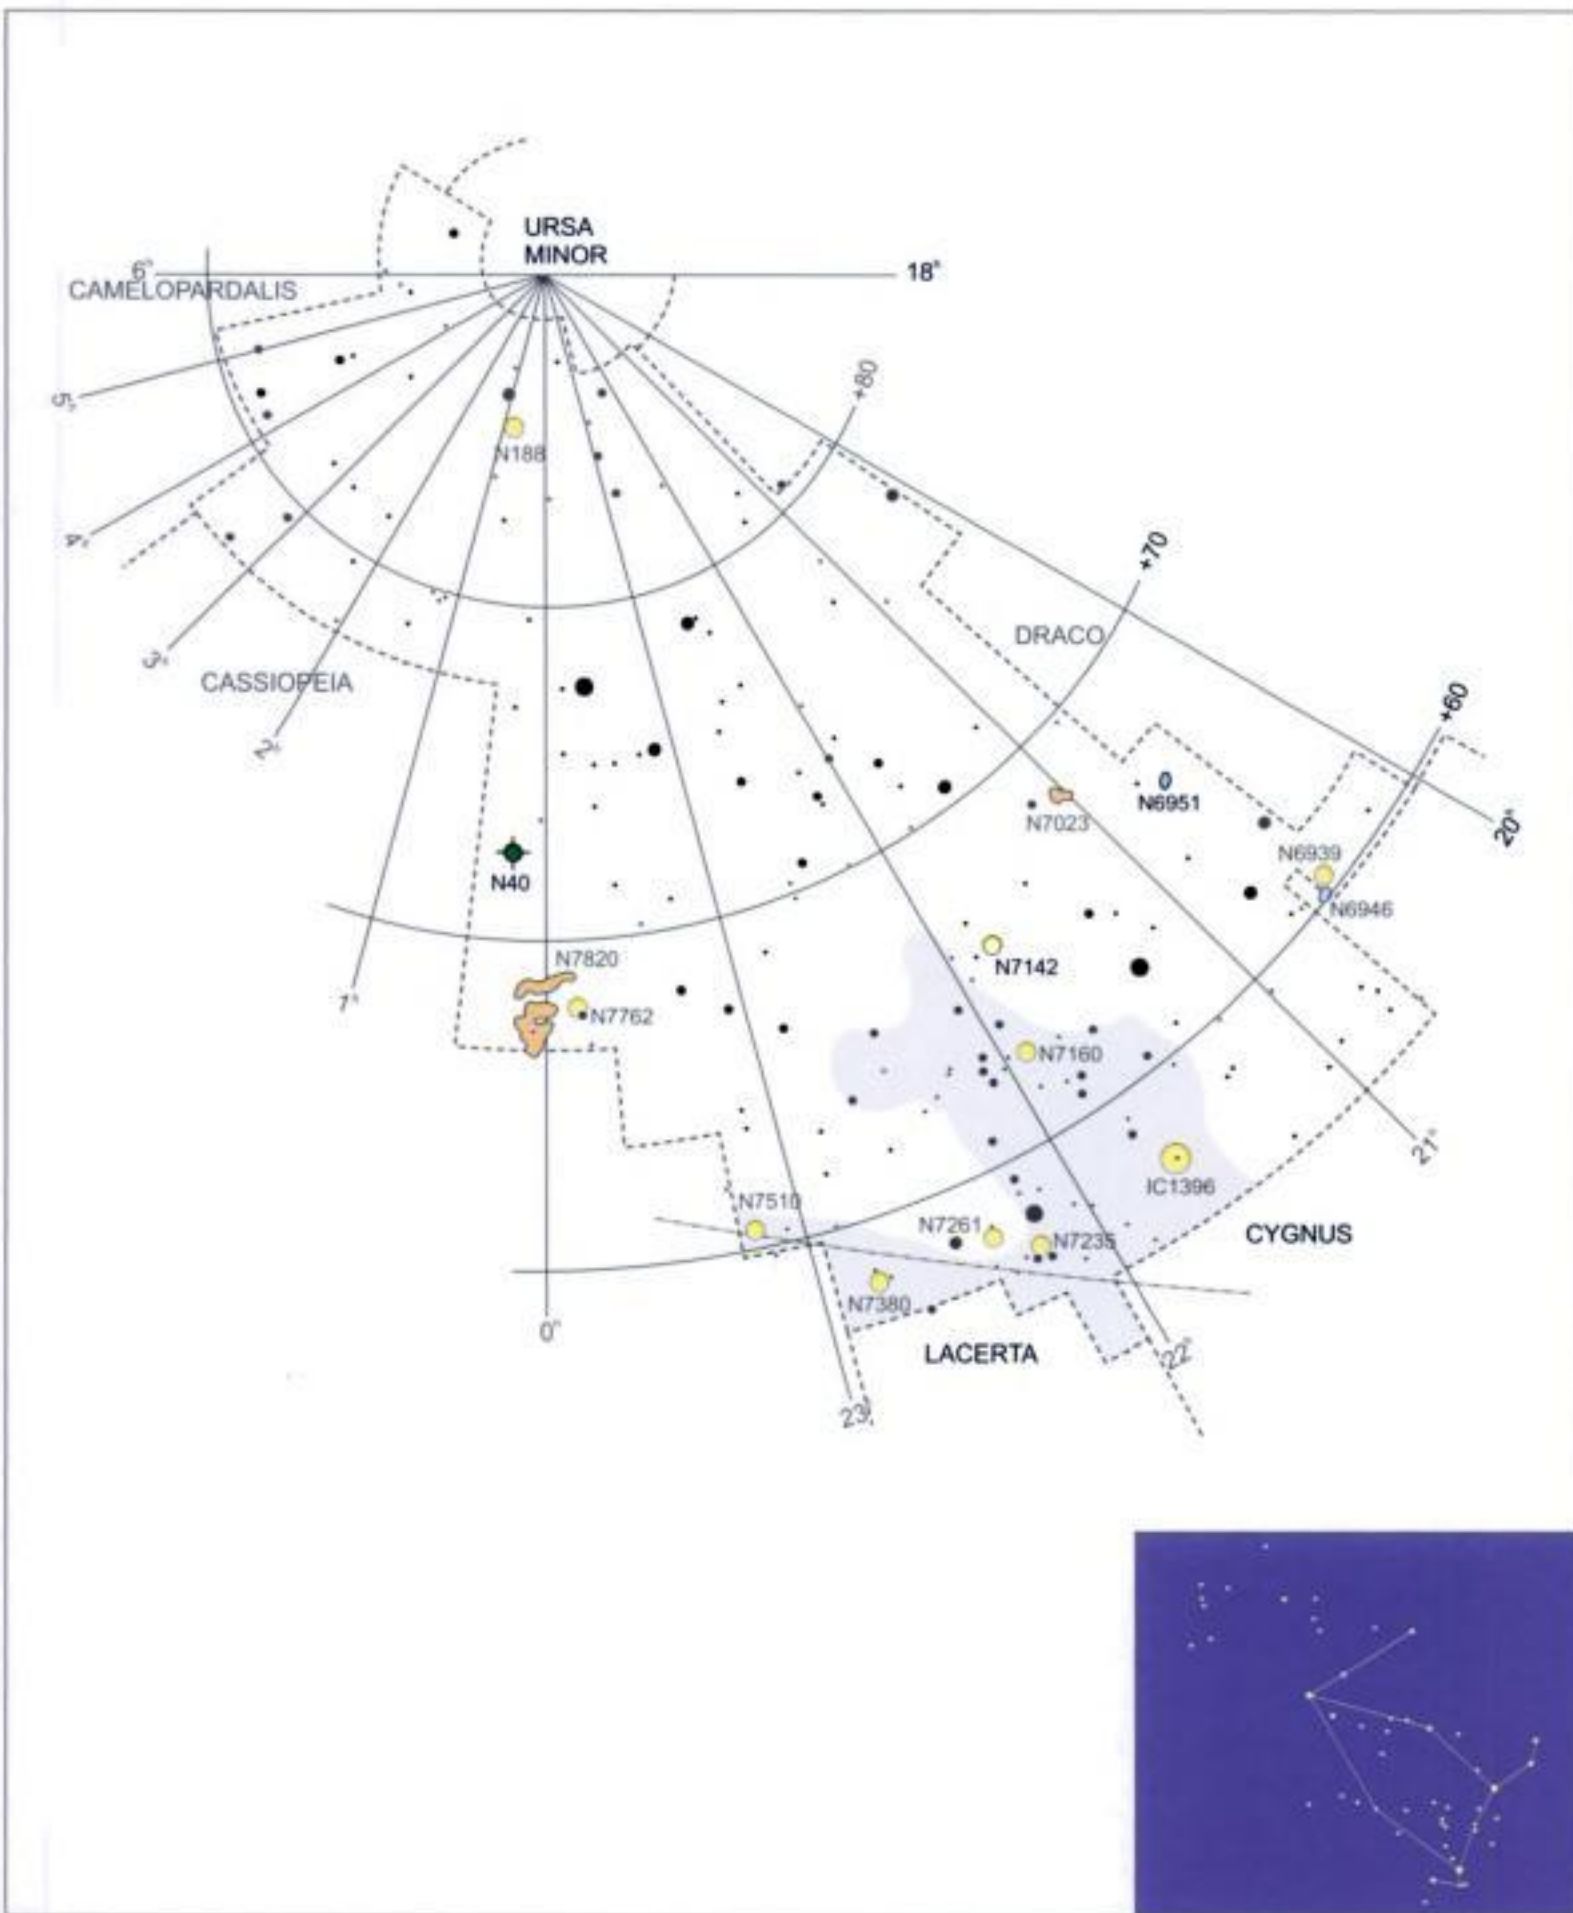 URSA
MINOR
6ʰ
18ʰ
CAMELOPARDALIS
+80
5ʰ
N188
4ʰ
+70
DRACO
3ʰ
CASSIOPEIA
+60
2ʰ
N6951
N7023
20ʰ
N6939
N40
N6946
N7820
N7142
1ʰ
N7762
N7160
21ʰ
IC1396
N7510
N7261
CYGNUS
N7235
N7380
0ʰ
LACERTA
22ʰ
23ʰ